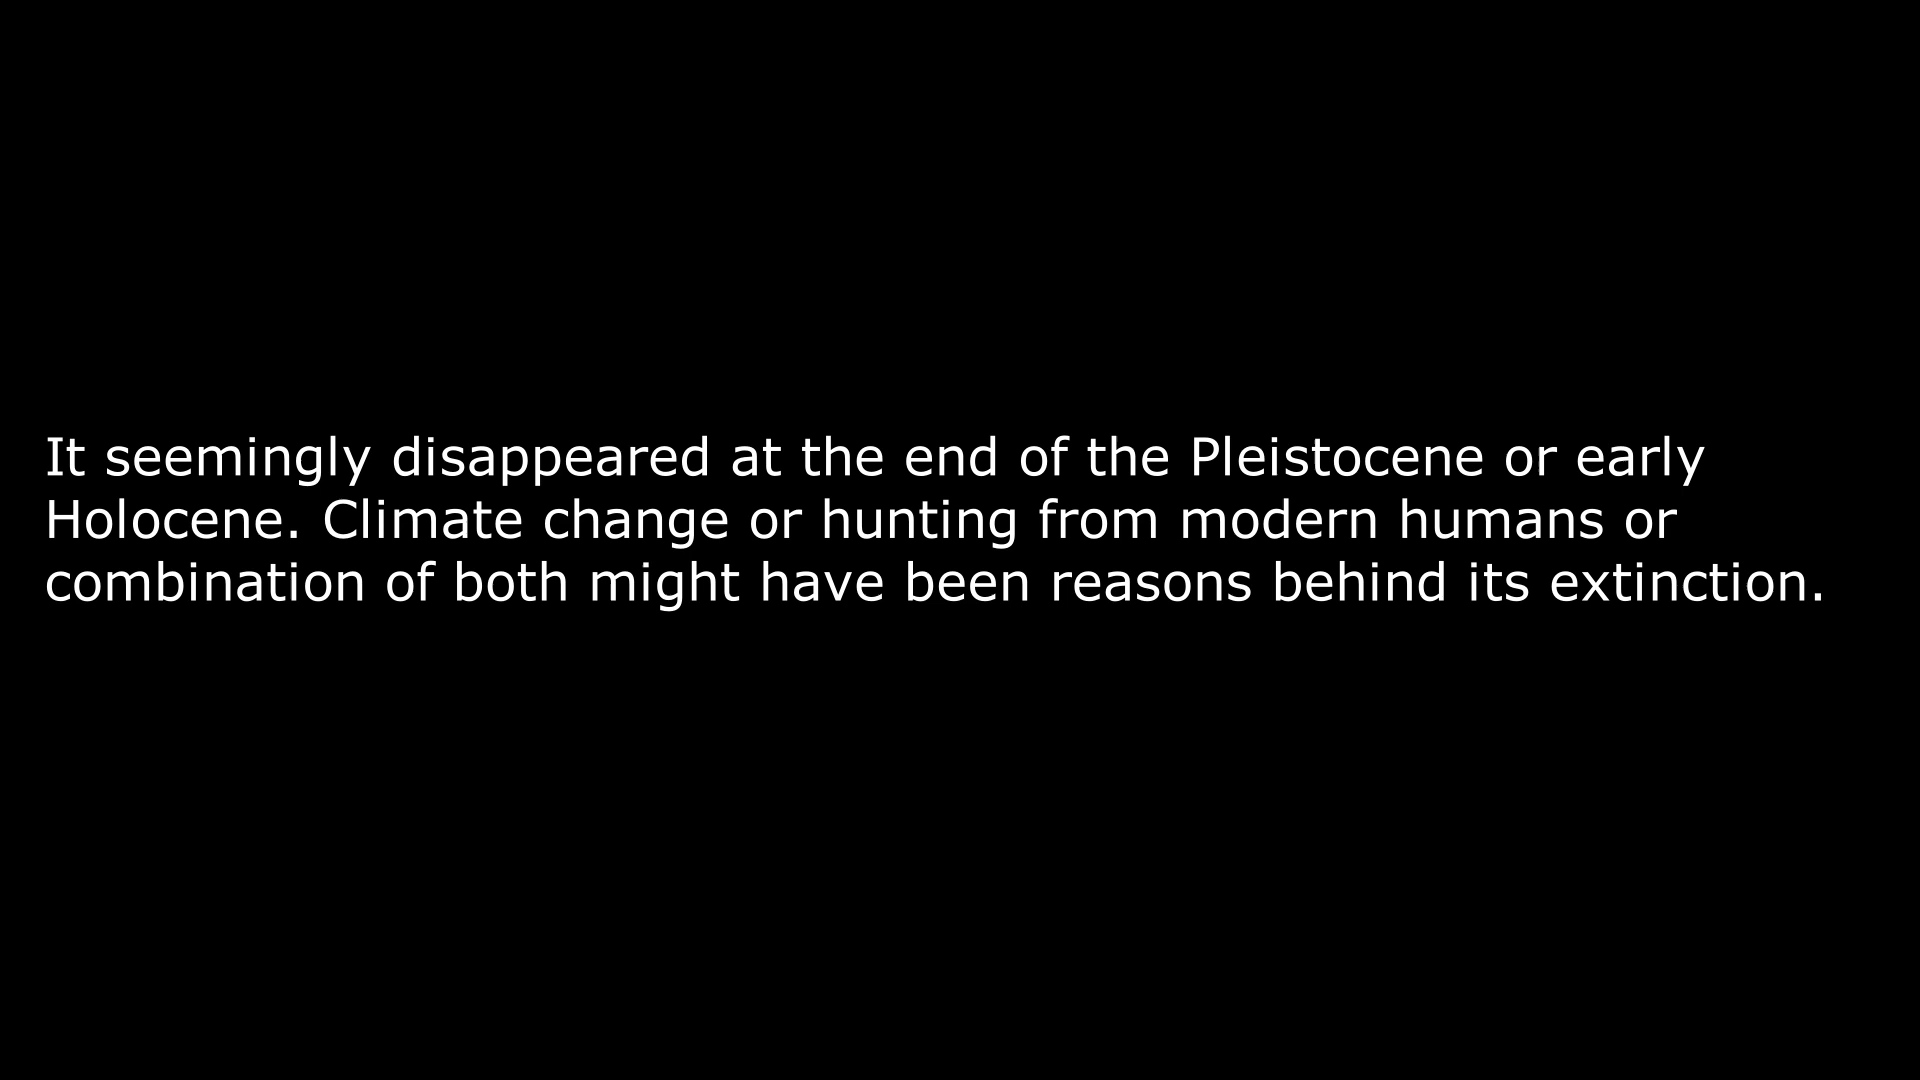 It seemingly disappeared at the end of the Pleistocene or early
Holocene. Climate change or hunting from modern humans or
combination of both might have been reasons behind its extinction.